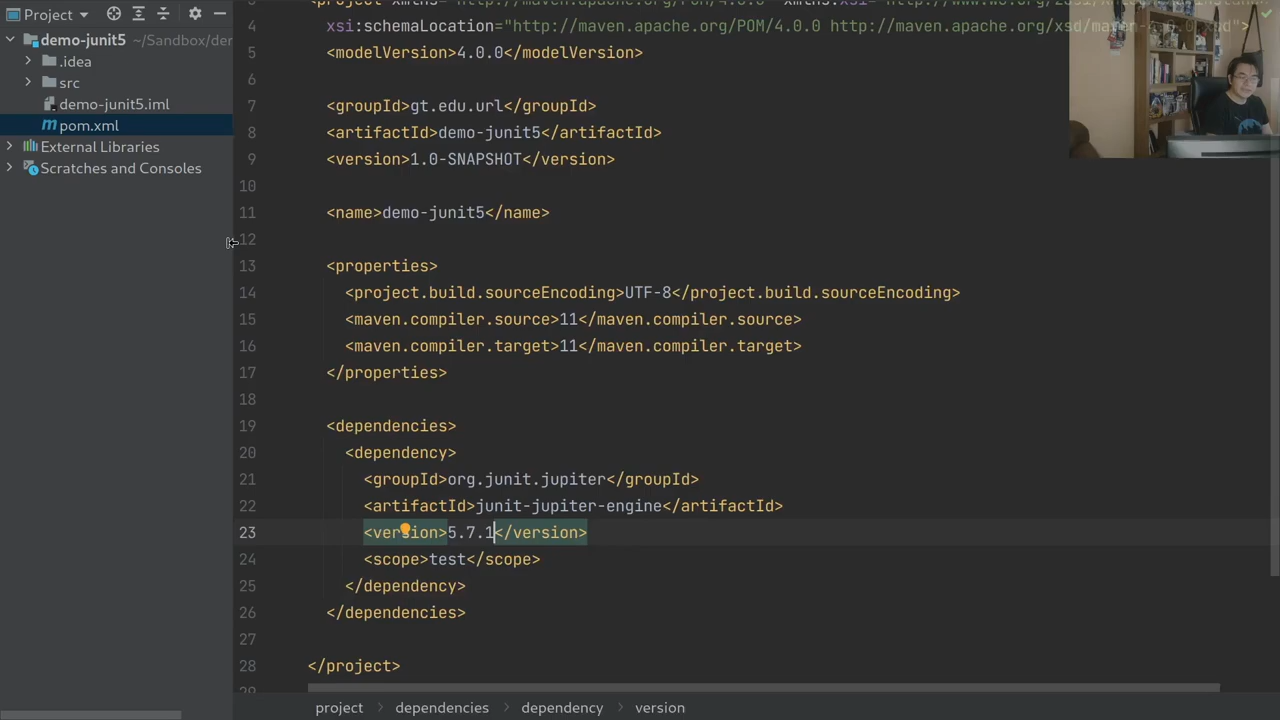 Project
demo-junit5 ~/Sandbox/der
.idea
src
demo-junit5.iml
pom.xml
External Libraries
Scratches and Consoles
4 xsi:schemaLocation="http://maven.apache.org/POM/4.0.0 http://maven.apache.org/xsd/maven-4.0.0.xsd">
5 <modelVersion>4.0.0</modelVersion>
6
7 <groupId>gt.edu.url</groupId>
8 <artifactId>demo-junit5</artifactId>
9 <version>1.0-SNAPSHOT</version>
10
11 <name>demo-junit5</name>
12
13 <properties>
14 <project.build.sourceEncoding>UTF-8</project.build.sourceEncoding>
15 <maven.compiler.source>11</maven.compiler.source>
16 <maven.compiler.target>11</maven.compiler.target>
17 </properties>
18
19 <dependencies>
20 <dependency>
21 <groupId>org.junit.jupiter</groupId>
22 <artifactId>junit-jupiter-engine</artifactId>
23 <version>5.7.1</version>
24 <scope>test</scope>
25 </dependency>
26 </dependencies>
27
28 </project>
29
project > dependencies > dependency > version